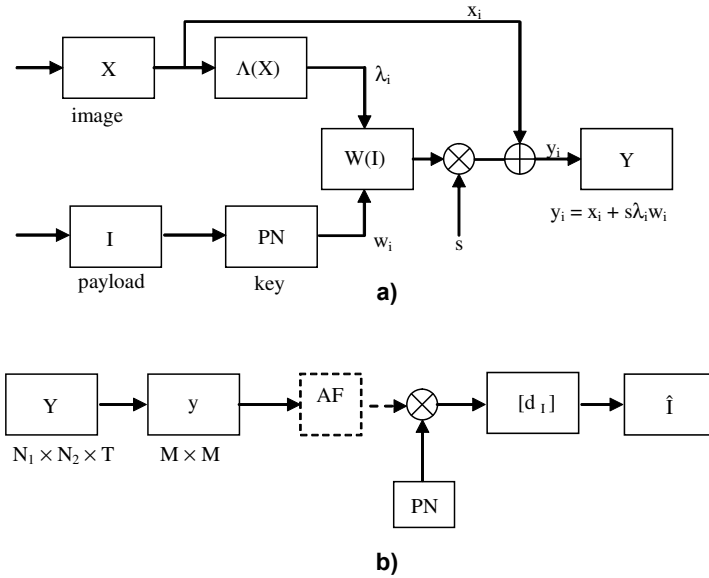 xᵢ
X
Λ(X)
λᵢ
image
W(I)
yᵢ
Y
yᵢ = xᵢ + sλᵢwᵢ
I
PN
wᵢ
s
payload
key
a)
Y
y
AF
[d I]
Î
N₁ × N₂ × T
M × M
PN
b)